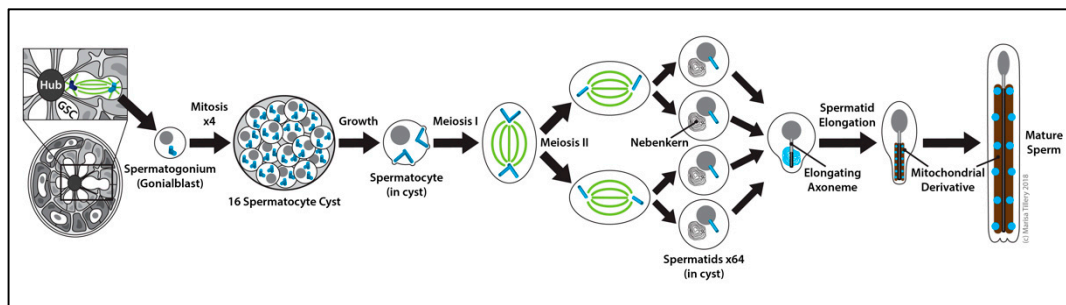 Hub
GSC
Spermatogonium
(Gonialblast)
Mitosis
x4
16 Spermatocyte Cyst
Growth
Spermatocyte
(in cyst)
Meiosis I
Meiosis II
Nebenkern
Spermatids x64
(in cyst)
Elongating
Axoneme
Spermatid
Elongation
Mitochondrial
Derivative
Mature
Sperm
(c) Marisa Tillery 2018